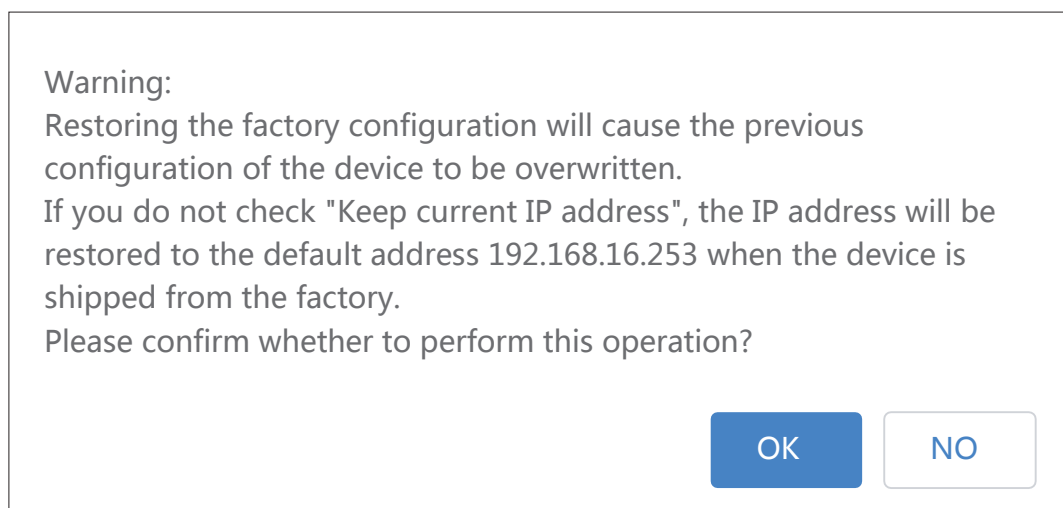 Warning:
Restoring the factory configuration will cause the previous
configuration of the device to be overwritten.
If you do not check "Keep current IP address", the IP address will be
restored to the default address 192.168.16.253 when the device is
shipped from the factory.
Please confirm whether to perform this operation?
OK
NO